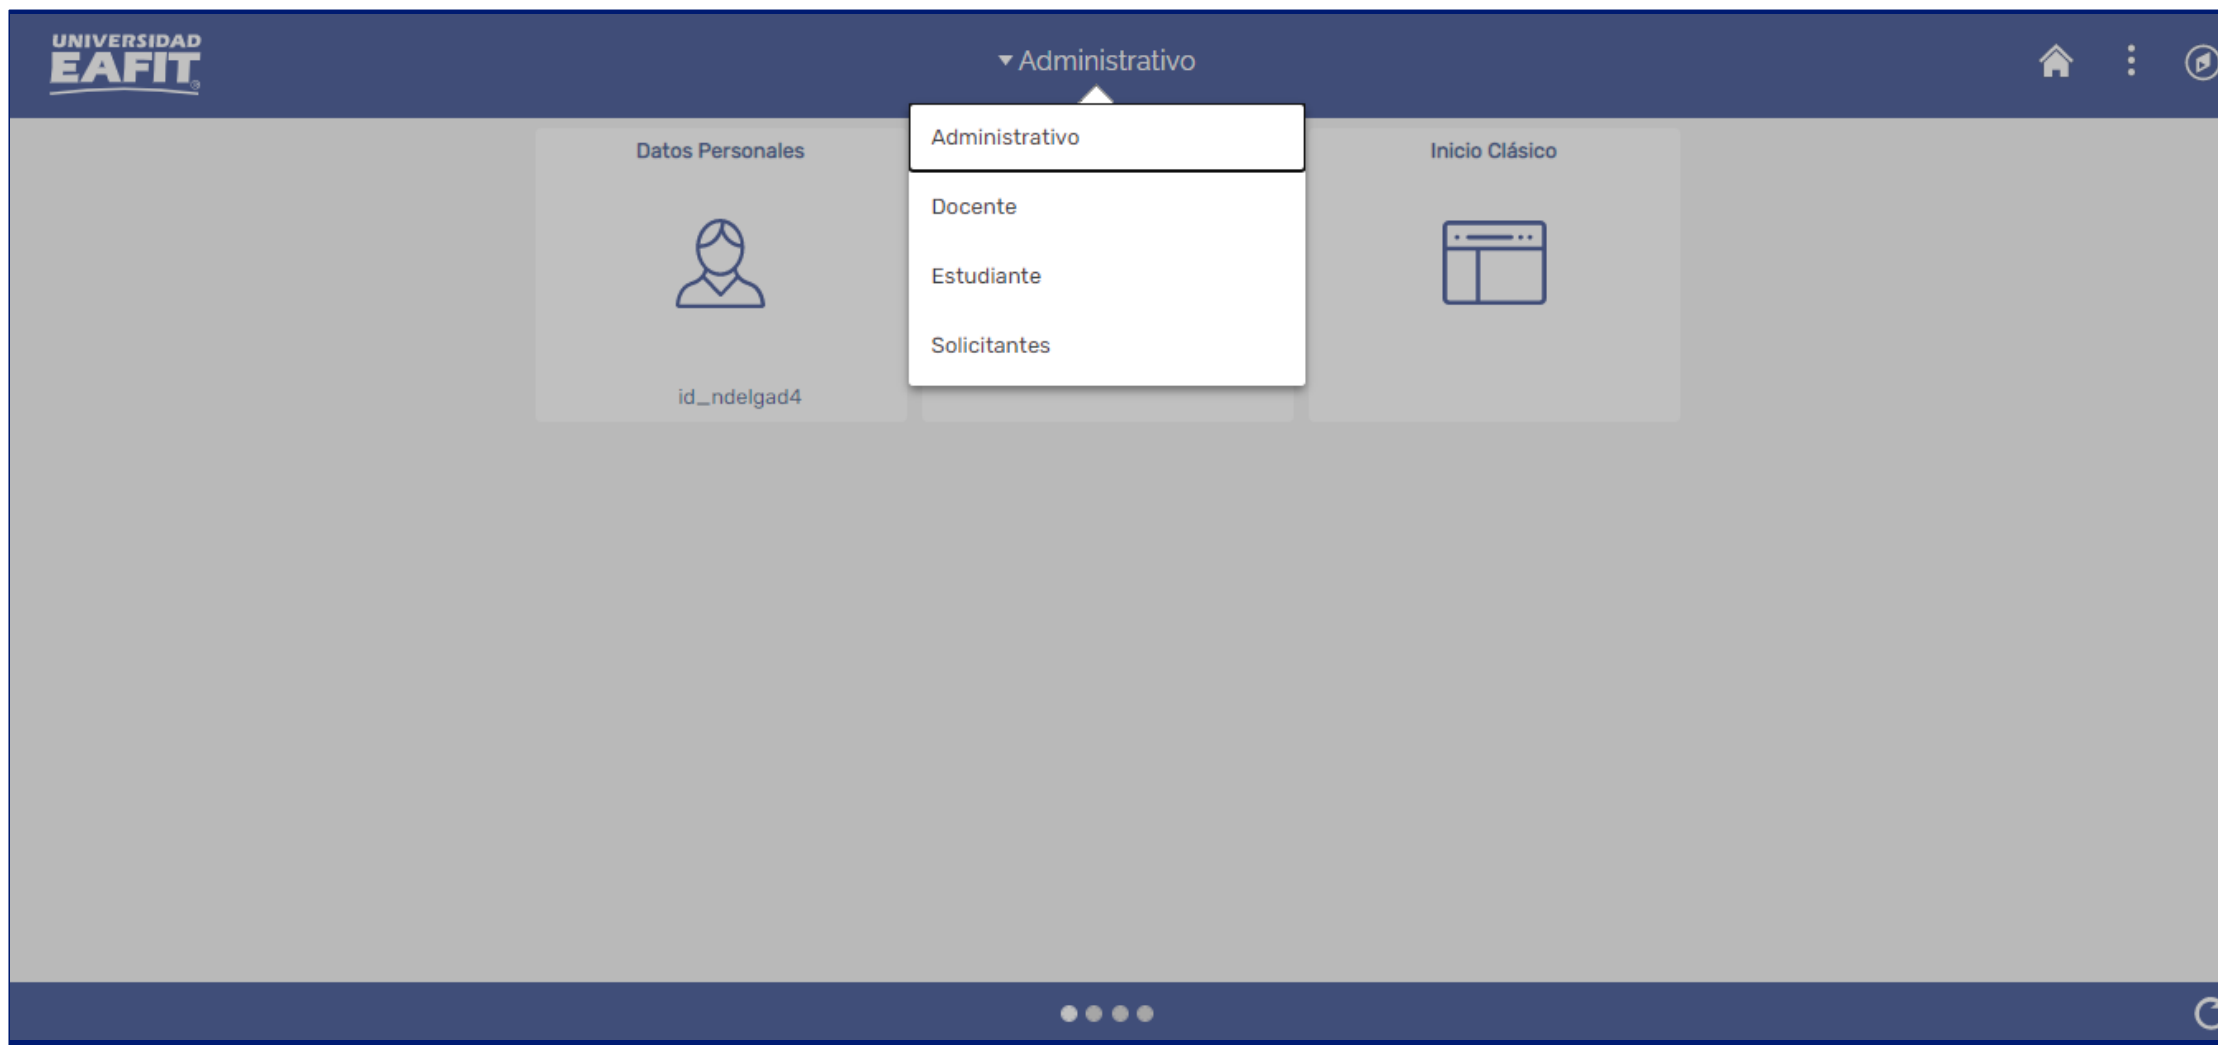 UNIVERSIDAD
EAFIT
Administrativo
Administrativo
Docente
Estudiante
Solicitantes
Datos Personales
id_ndelgad4
Inicio Clásico